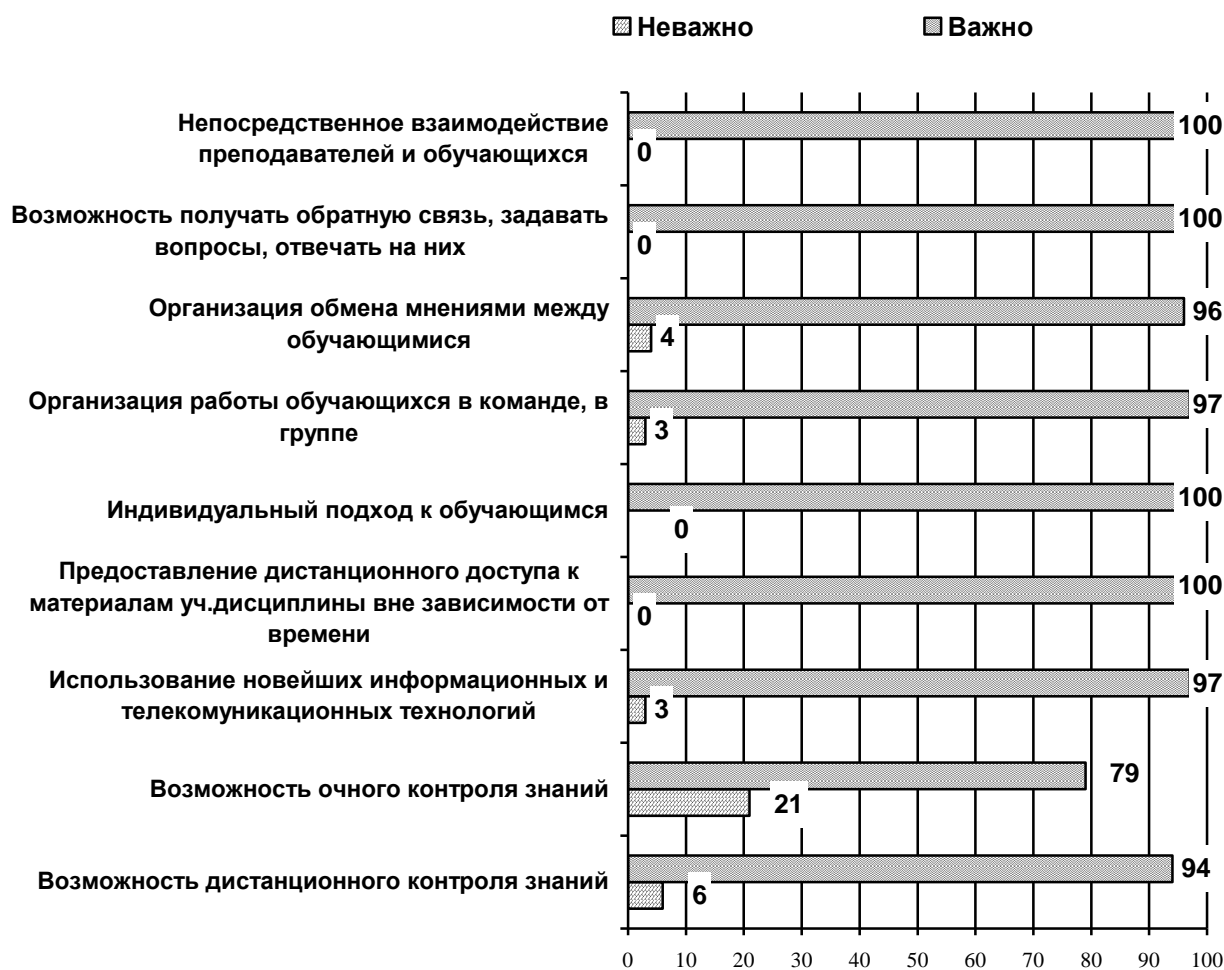 Неважно Важно
Непосредственное взаимодействие
преподавателей и обучающихся
100
0
Возможность получать обратную связь, задавать
вопросы, отвечать на них
100
0
Организация обмена мнениями между
обучающимися
96
4
Организация работы обучающихся в команде, в
группе
97
3
Индивидуальный подход к обучающимся
100
0
Предоставление дистанционного доступа к
материалам уч.дисциплины вне зависимости от
времени
100
0
Использование новейших информационных и
телекомуникационных технологий
97
3
Возможность очного контроля знаний
79
21
Возможность дистанционного контроля знаний
94
6
0 10 20 30 40 50 60 70 80 90 100